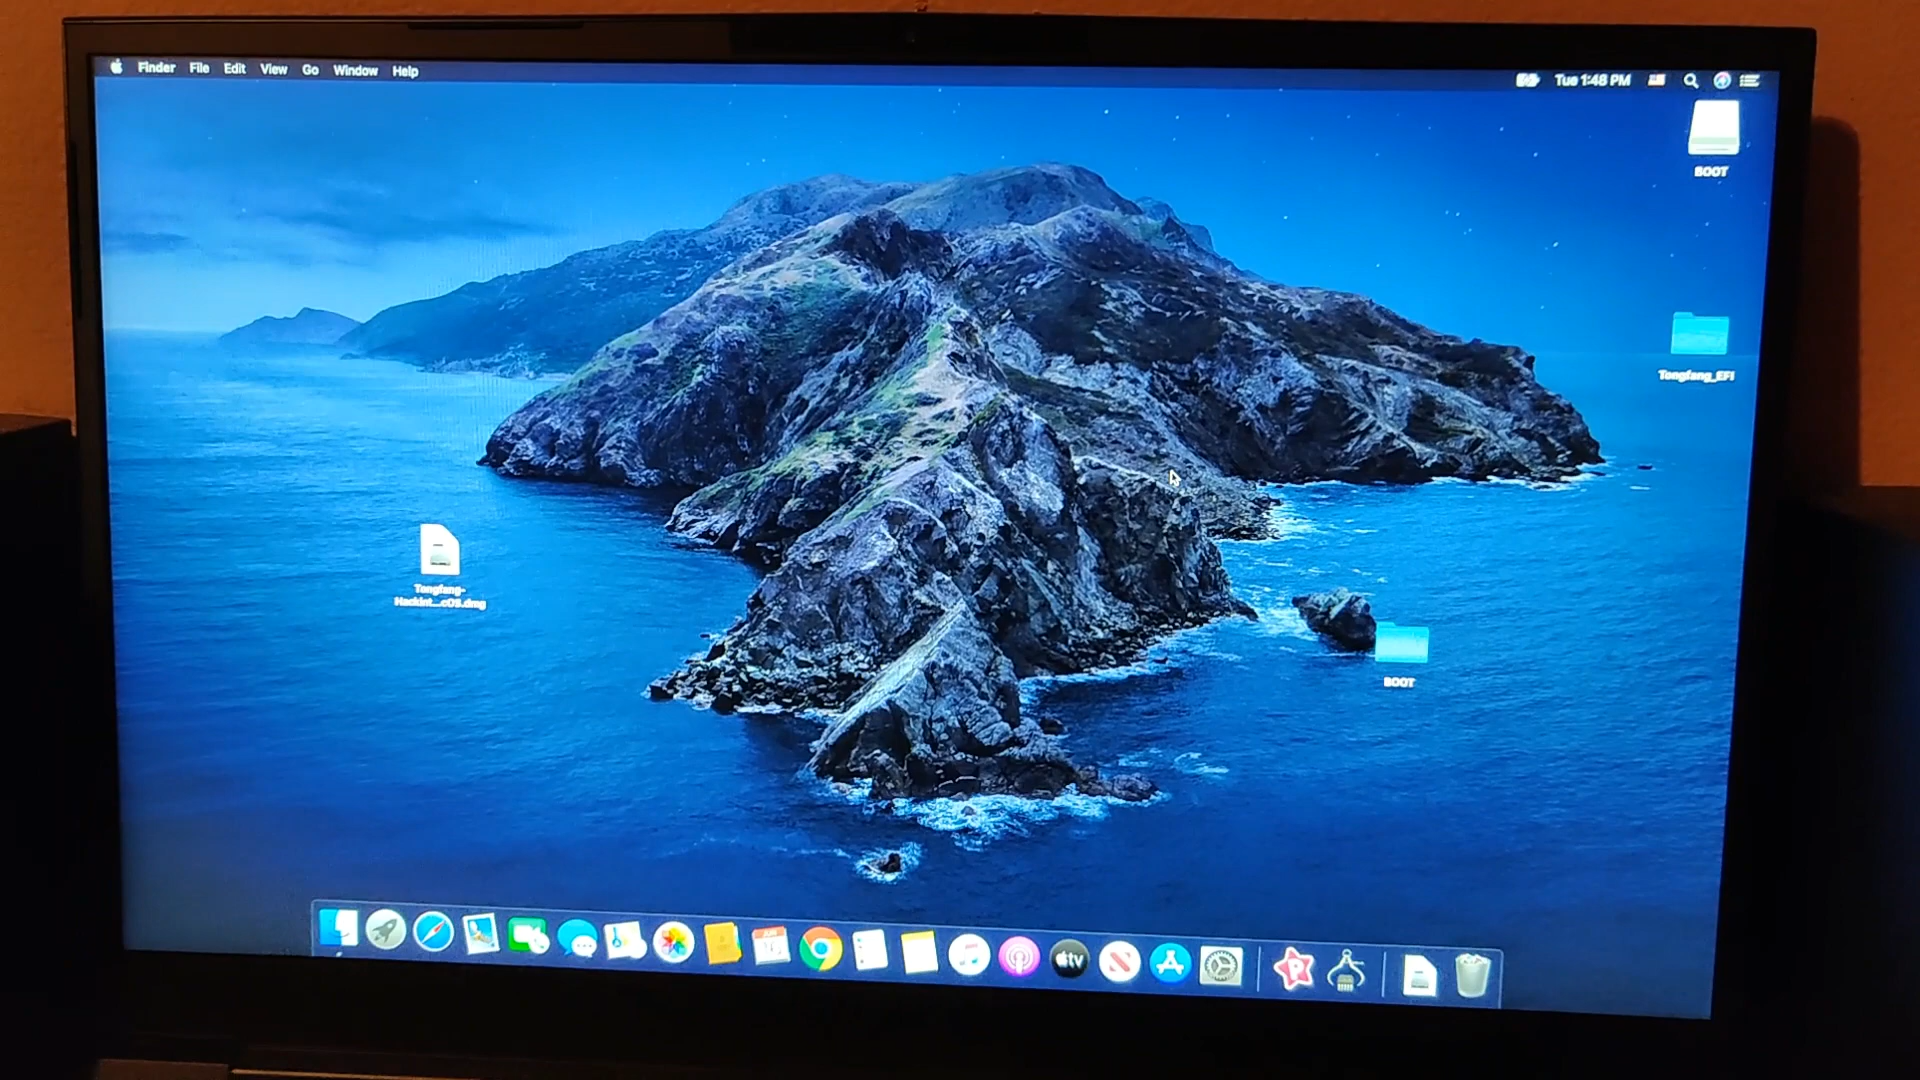 Finder File Edit View Go Window Help
Tue 1:48 PM
BOOT
Tongfang_EFI
Tongfang-
Hackint...cOS.dmg
BOOT
tv